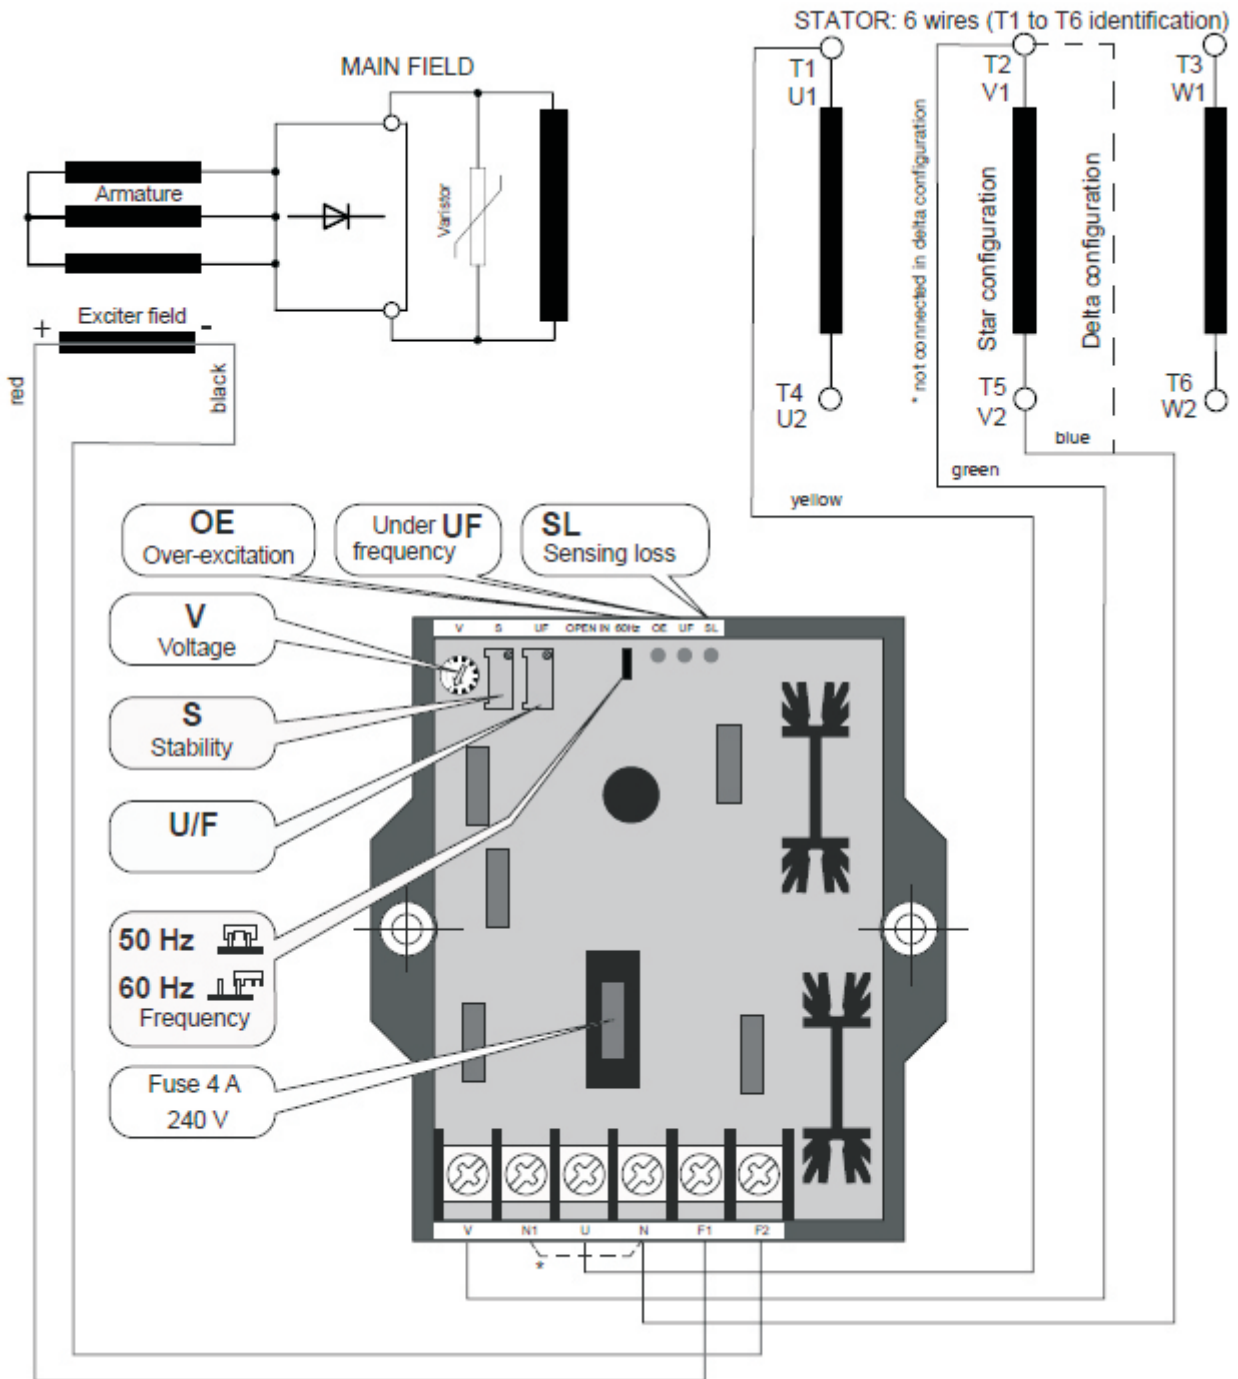 STATOR: 6 wires (T1 to T6 identification)
MAIN FIELD
T1
U1
T2
V1
T3
W1
Armature
Varistor
* not connected in delta configuration
Star configuration
Delta configuration
Exciter field
+
-
red
black
T4
U2
T5
V2
T6
W2
blue
green
yellow
OE
Over-excitation
Under UF
frequency
SL
Sensing loss
V
Voltage
V S UF OPEN IN 60Hz OE UF SL
S
Stability
U/F
50 Hz
60 Hz
Frequency
Fuse 4 A
240 V
V N1 U N F1 F2
*